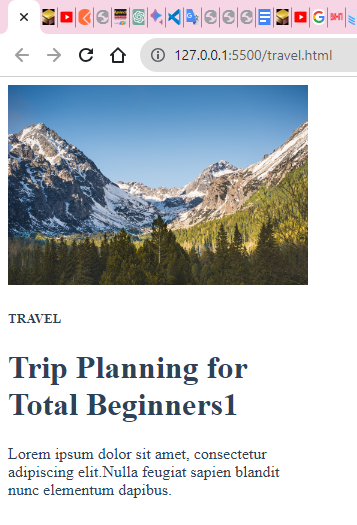 127.0.0.1:5500/travel.html
TRAVEL
Trip Planning for
Total Beginners1
Lorem ipsum dolor sit amet, consectetur
adipiscing elit.Nulla feugiat sapien blandit
nunc elementum dapibus.